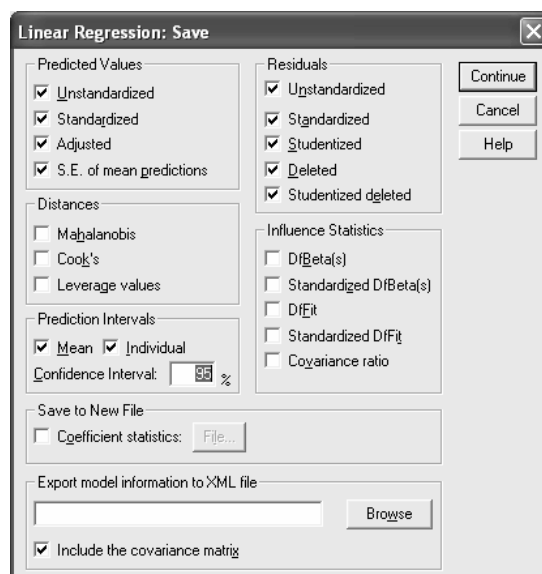 Linear Regression: Save
Predicted Values
Unstandardized
Standardized
Adjusted
S.E. of mean predictions
Residuals
Unstandardized
Standardized
Studentized
Deleted
Studentized deleted
Continue
Cancel
Help
Distances
Mahalanobis
Cook's
Leverage values
Influence Statistics
DfBeta(s)
Standardized DfBeta(s)
DfFit
Standardized DfFit
Covariance ratio
Prediction Intervals
Mean Individual
Confidence Interval: 95 %
Save to New File
Coefficient statistics: File...
Export model information to XML file
Browse
Include the covariance matrix